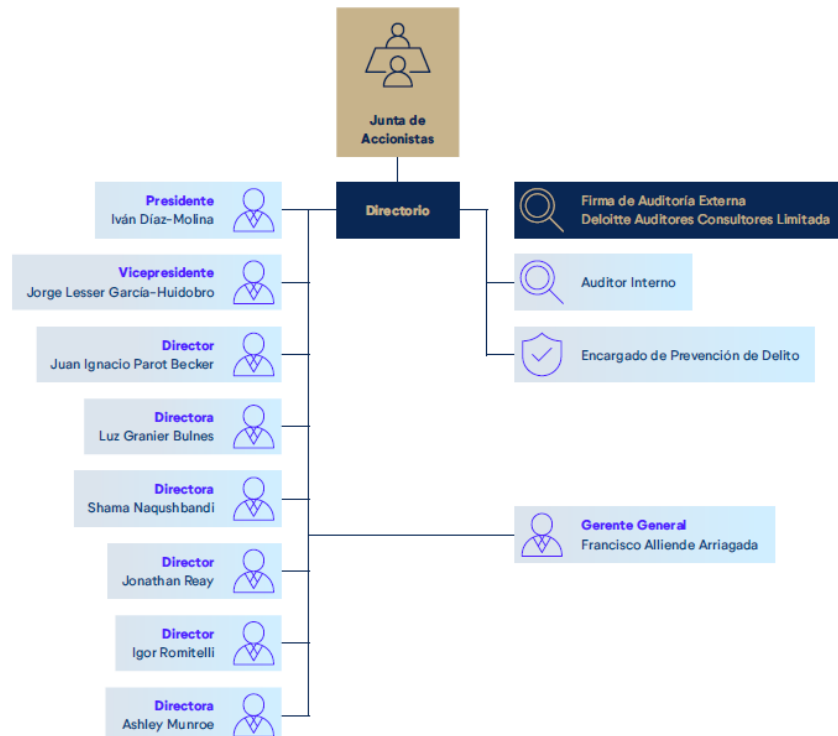 Junta de
Accionistas
Directorio
Presidente
Iván Díaz-Molina
Vicepresidente
Jorge Lesser García-Huidobro
Director
Juan Ignacio Parot Becker
Directora
Luz Granier Bulnes
Directora
Shama Naqushbandi
Director
Jonathan Reay
Director
Igor Romitelli
Directora
Ashley Munroe
Firma de Auditoría Externa
Deloitte Auditores Consultores Limitada
Auditor Interno
Encargado de Prevención de Delito
Gerente General
Francisco Alliende Arriagada